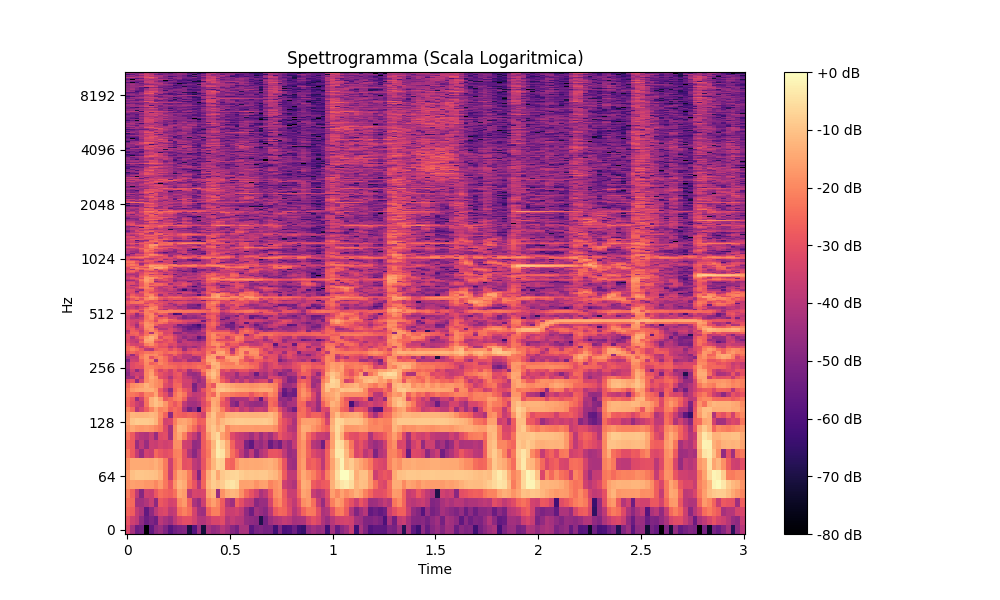 Spettrogramma (Scala Logaritmica)
Hz
8192
4096
2048
1024
512
256
128
64
0
0 0.5 1 1.5 2 2.5 3
Time
+0 dB
-10 dB
-20 dB
-30 dB
-40 dB
-50 dB
-60 dB
-70 dB
-80 dB